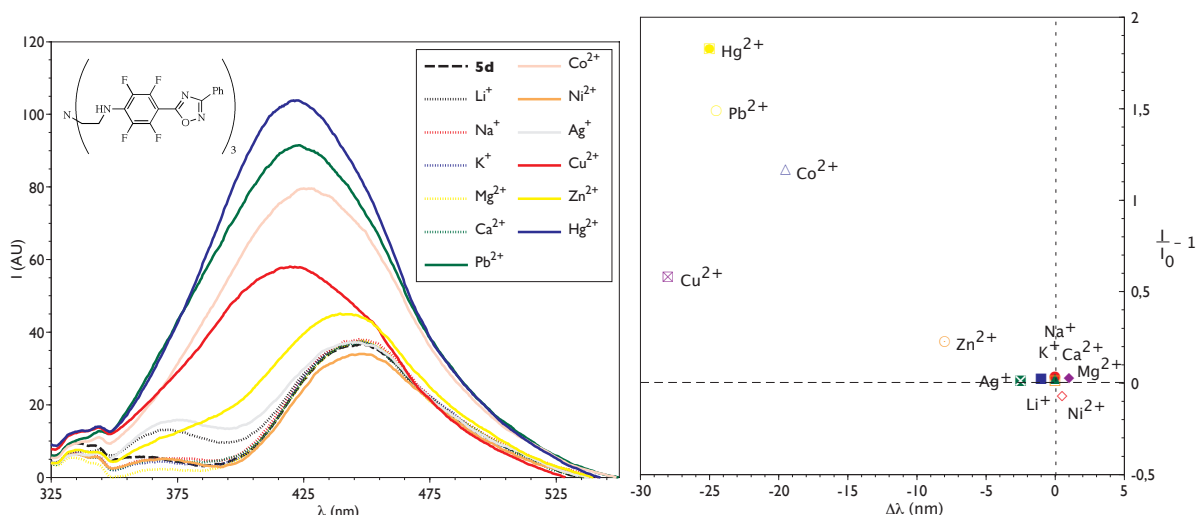 120
100
80
60
40
20
0
I (AU)
325
375
425
475
525
λ (nm)
N
HN
F
F
F
F
N
O
N
Ph
3
5d
Li+
Na+
K+
Mg2+
Ca2+
Pb2+
Co2+
Ni2+
Ag+
Cu2+
Zn2+
Hg2+
2
1,5
1
0,5
0
-0,5
I/I0 - 1
-30
-25
-20
-15
-10
-5
0
5
Δλ (nm)
Hg2+
Pb2+
Co2+
Cu2+
Zn2+
Na+
K+
Ca2+
Ag+
Mg2+
Li+
Ni2+